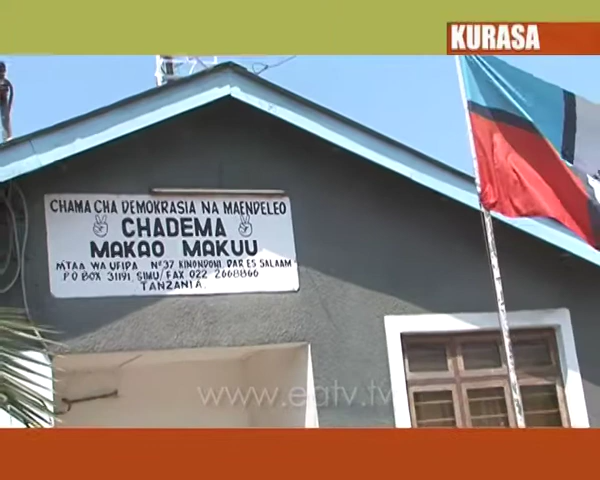 KURASA
CHAMA CHA DEMOKRASIA NA MAENDELEO
CHADEMA
MAKAO MAKUU
MTAA WA UFIPA Nº37 KINONDONI, DAR ES SALAAM
P O BOX 31191, SIMU/FAX 022 2668866
TANZANIA.
www.eatv.tv